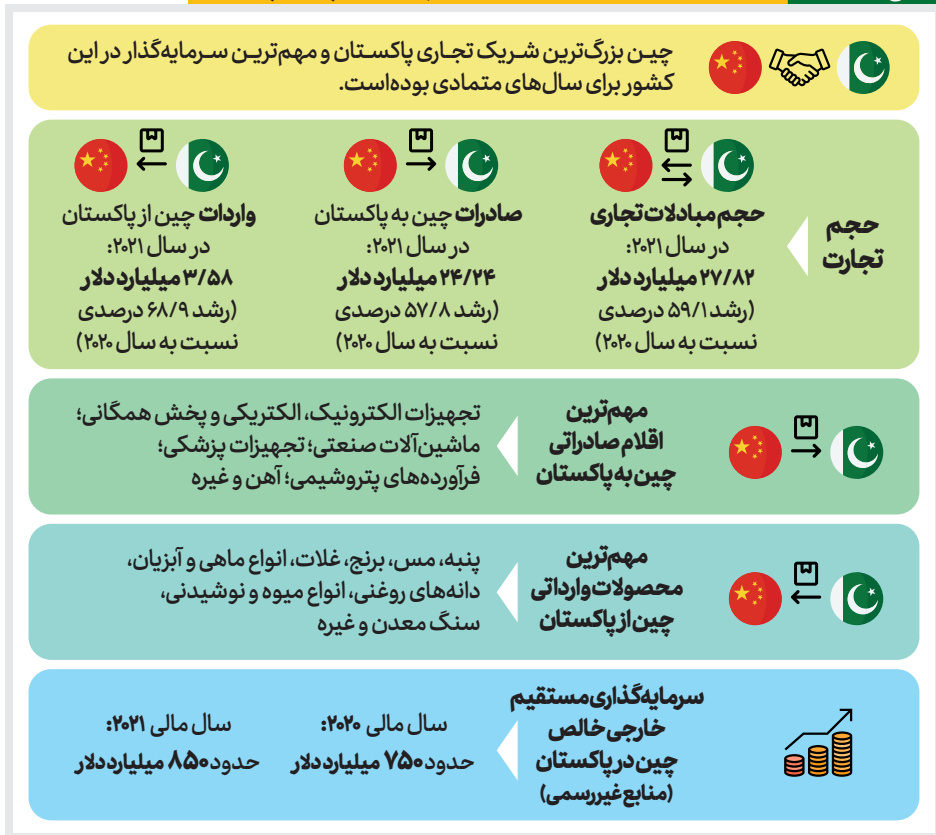 چین بزرگ‌ترین شریک تجاری پاکستان و مهم‌ترین سرمایه‌گذار در این
کشور برای سال‌های متمادی بوده‌است.
حجم
تجارت
حجم مبادلات تجاری
در سال ۲۰۲۱:
۲۷/۸۲ میلیارد دلار
(رشد ۵۹/۱ درصدی
نسبت به سال ۲۰۲۰)
صادرات چین به پاکستان
در سال ۲۰۲۱:
۲۴/۲۴ میلیارد دلار
(رشد ۵۷/۸ درصدی
نسبت به سال ۲۰۲۰)
واردات چین از پاکستان
در سال ۲۰۲۱:
۳/۵۸ میلیارد دلار
(رشد ۶۸/۹ درصدی
نسبت به سال ۲۰۲۰)
مهم‌ترین
اقلام صادراتی
چین به پاکستان
تجهیزات الکترونیک، الکتریکی و پخش همگانی؛
ماشین‌آلات صنعتی؛ تجهیزات پزشکی؛
فرآورده‌های پتروشیمی؛ آهن و غیره
مهم‌ترین
محصولات وارداتی
چین از پاکستان
پنبه، مس، برنج، غلات، انواع ماهی و آبزیان،
دانه‌های روغنی، انواع میوه و نوشیدنی،
سنگ معدن و غیره
سرمایه‌گذاری مستقیم
خارجی خالص
چین در پاکستان
(منابع غیررسمی)
سال مالی ۲۰۲۰:
حدود ۷۵۰ میلیارد دلار
سال مالی ۲۰۲۱:
حدود ۸۵۰ میلیارد دلار